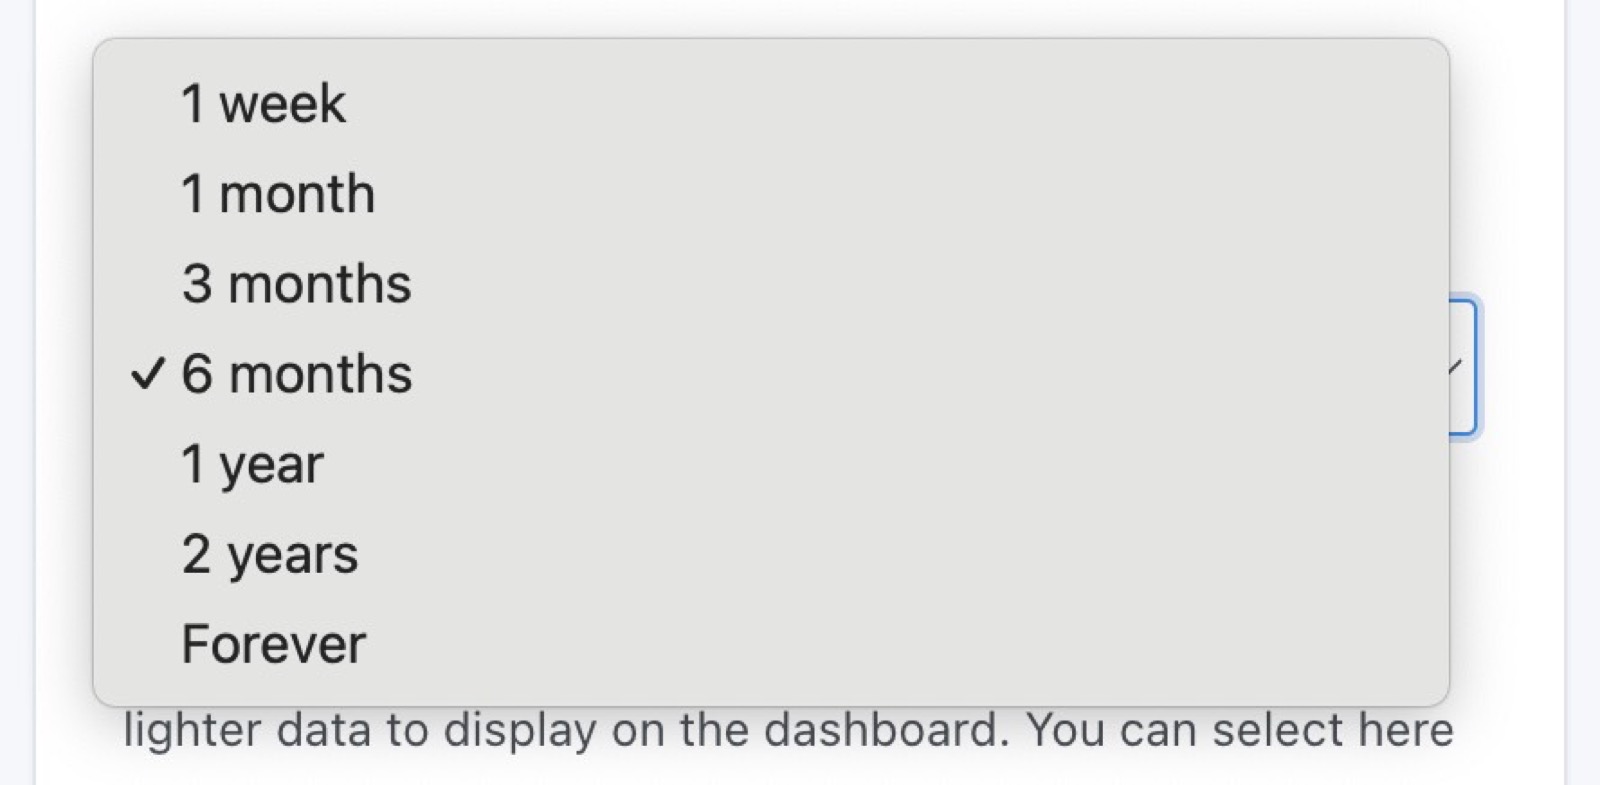 1 week
1 month
3 months
✓ 6 months
1 year
2 years
Forever
lighter data to display on the dashboard. You can select here